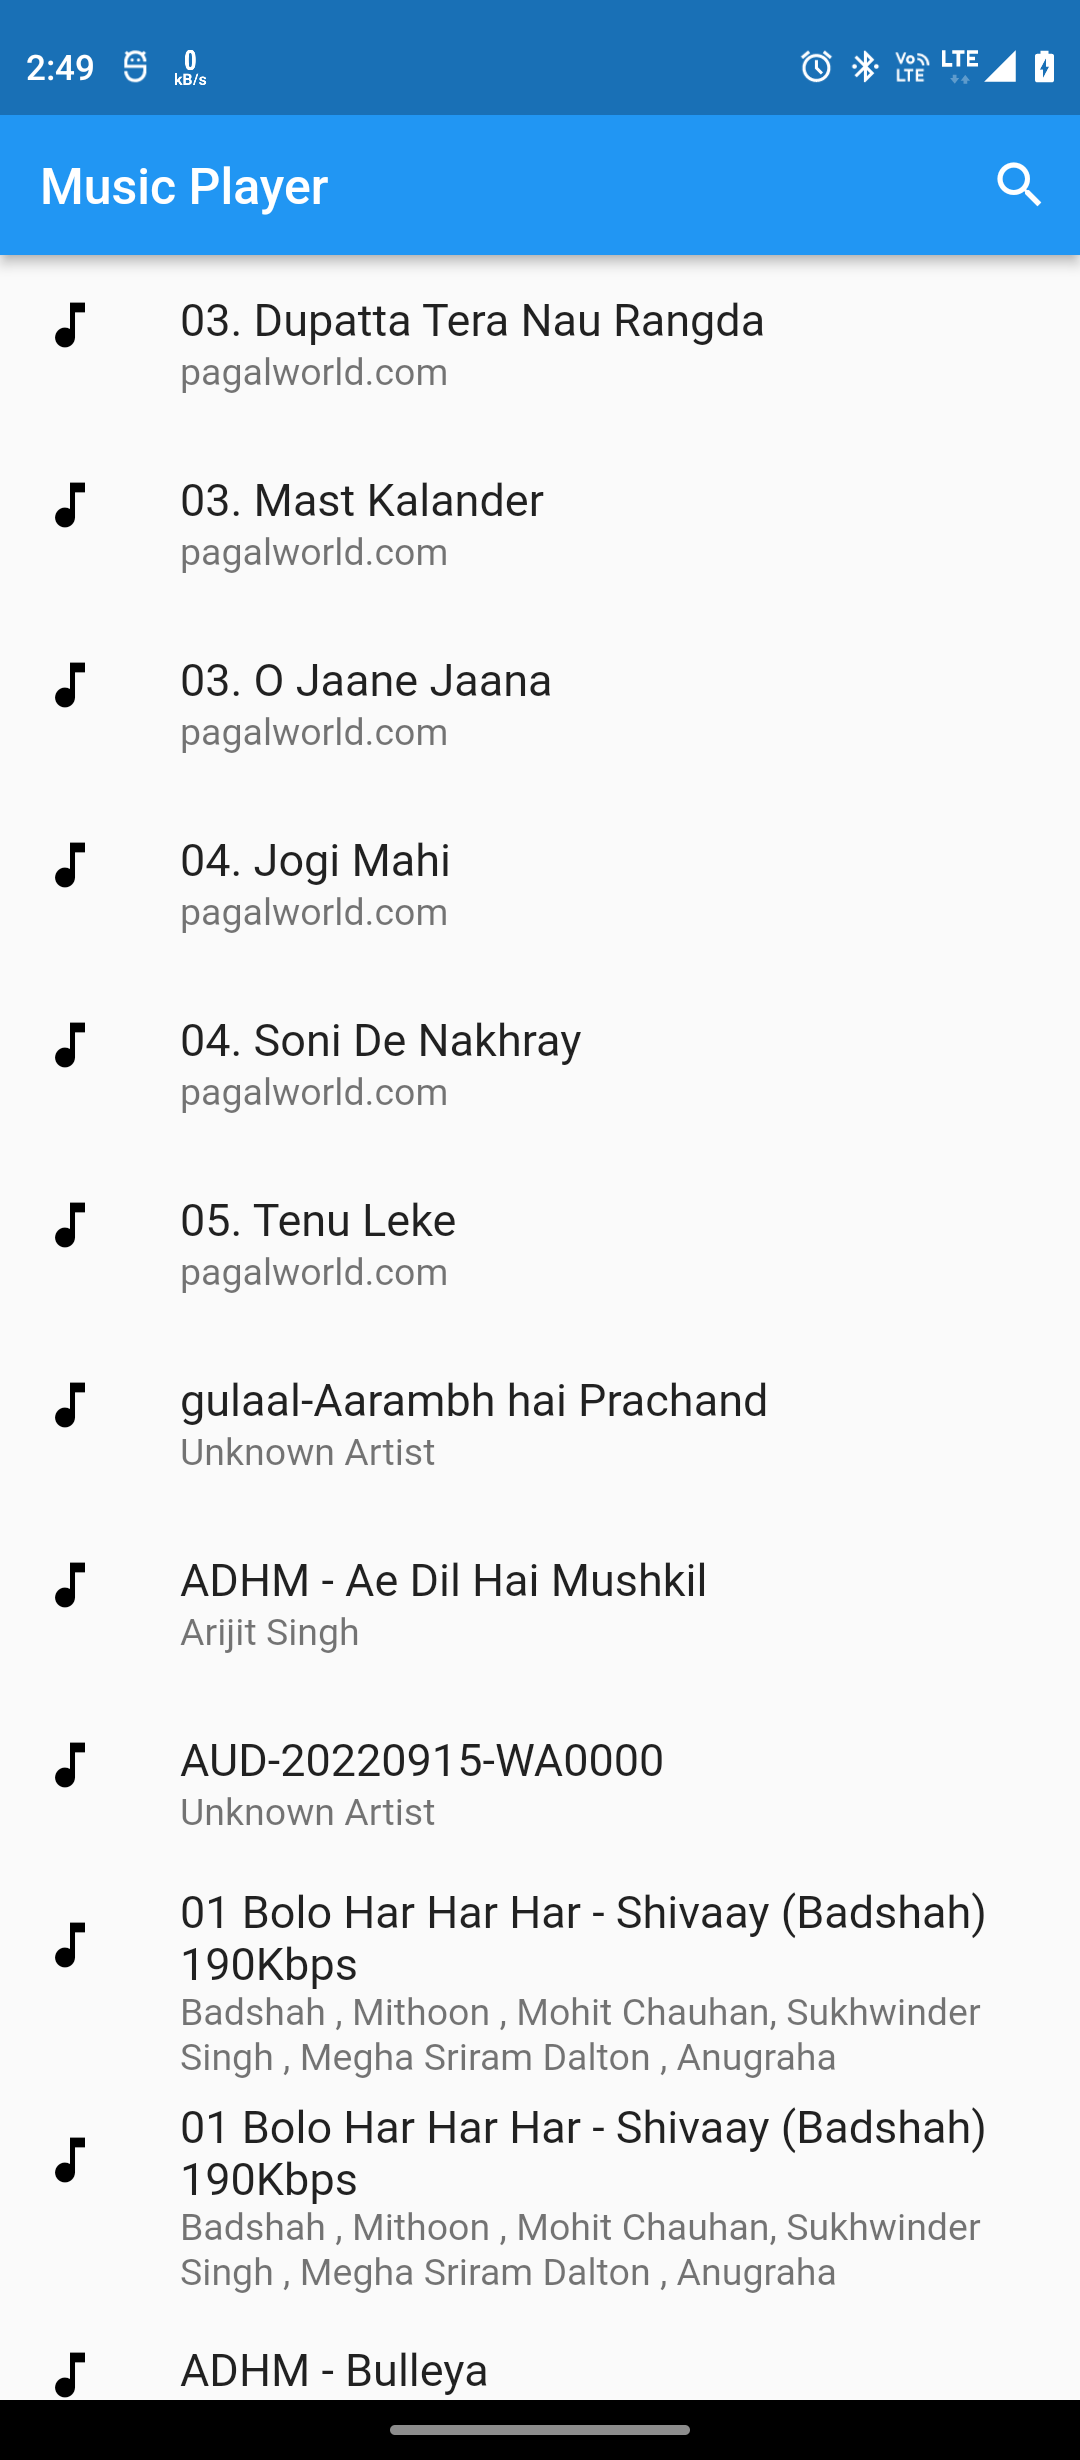 2:49
0
kB/s
Vo
LTE
LTE
Music Player
03. Dupatta Tera Nau Rangda
pagalworld.com
03. Mast Kalander
pagalworld.com
03. O Jaane Jaana
pagalworld.com
04. Jogi Mahi
pagalworld.com
04. Soni De Nakhray
pagalworld.com
05. Tenu Leke
pagalworld.com
gulaal-Aarambh hai Prachand
Unknown Artist
ADHM - Ae Dil Hai Mushkil
Arijit Singh
AUD-20220915-WA0000
Unknown Artist
01 Bolo Har Har Har - Shivaay (Badshah)
190Kbps
Badshah , Mithoon , Mohit Chauhan, Sukhwinder
Singh , Megha Sriram Dalton , Anugraha
01 Bolo Har Har Har - Shivaay (Badshah)
190Kbps
Badshah , Mithoon , Mohit Chauhan, Sukhwinder
Singh , Megha Sriram Dalton , Anugraha
ADHM - Bulleya